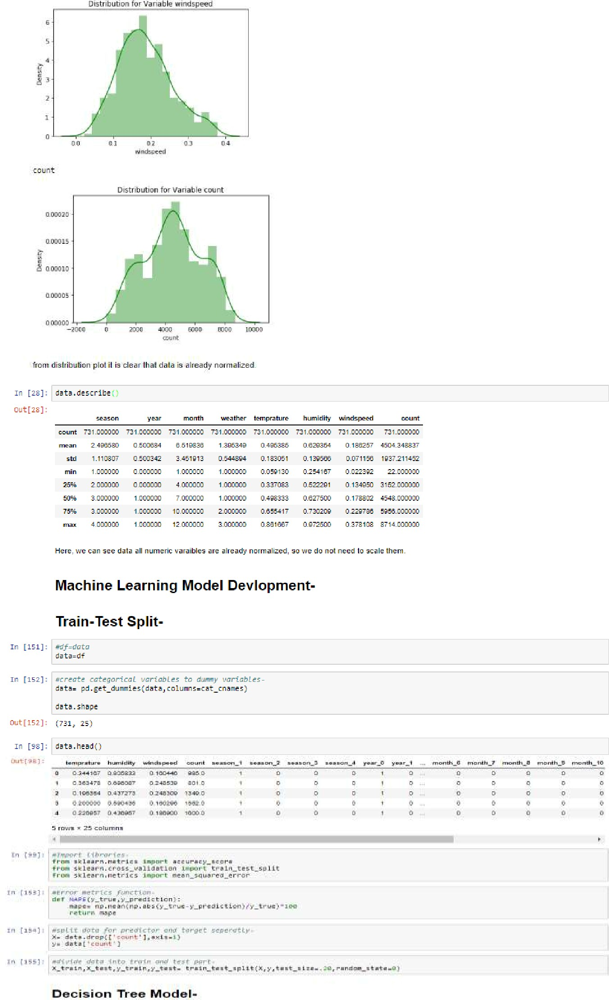 Distribution for Variable windspeed
6
5
4
3
2
1
0
Density
0.0 0.1 0.2 0.3 0.4
windspeed
count
Distribution for Variable count
0.00020
0.00015
0.00010
0.00005
0.00000
Density
−2000 0 2000 4000 6000 8000 10000
count
from distribution plot it is clear that data is already normalized.
In [28]: data.describe()
Out[28]:
season year month weather temprature humidity windspeed count
count 731.000000 731.000000 731.000000 731.000000 731.000000 731.000000 731.000000 731.000000
mean 2.496580 0.500684 6.519836 1.395349 0.495385 0.629354 0.186257 4504.348837
std 1.110807 0.500342 3.451913 0.544894 0.183051 0.139566 0.071156 1937.211452
min 1.000000 0.000000 1.000000 1.000000 0.059130 0.254167 0.022392 22.000000
25% 2.000000 0.000000 4.000000 1.000000 0.337083 0.522291 0.134950 3152.000000
50% 3.000000 1.000000 7.000000 1.000000 0.498333 0.627500 0.178802 4548.000000
75% 3.000000 1.000000 10.000000 2.000000 0.655417 0.730209 0.229786 5956.000000
max 4.000000 1.000000 12.000000 3.000000 0.861667 0.972500 0.378108 8714.000000
Here, we can see data all numeric varaibles are already normalized, so we do not need to scale them.
Machine Learning Model Devlopment-
Train-Test Split-
In [151]: #df=data
data=df
In [152]: #create categorical variables to dummy variables-
data= pd.get_dummies(data,columns=cat_cnames)
data.shape
Out[152]: (731, 25)
In [98]: data.head()
Out[98]:
temprature humidity windspeed count season_1 season_2 season_3 season_4 year_0 year_1 ... month_6 month_7 month_8 month_9 month_10
0 0.344167 0.805833 0.160446 985.0 1 0 0 0 1 0 ... 0 0 0 0 0
1 0.363478 0.696087 0.248539 801.0 1 0 0 0 1 0 ... 0 0 0 0 0
2 0.196364 0.437273 0.248309 1349.0 1 0 0 0 1 0 ... 0 0 0 0 0
3 0.200000 0.590435 0.160296 1562.0 1 0 0 0 1 0 ... 0 0 0 0 0
4 0.226957 0.436957 0.186900 1600.0 1 0 0 0 1 0 ... 0 0 0 0 0
5 rows × 25 columns
In [99]: #Import libraries-
from sklearn.metrics import accuracy_score
from sklearn.cross_validation import train_test_split
from sklearn.metrics import mean_squared_error
In [153]: #Error metrics function-
def MAPE(y_true,y_prediction):
mape= np.mean(np.abs(y_true-y_prediction)/y_true)*100
return mape
In [154]: #split data for predictor and target seperatly-
X= data.drop(['count'],axis=1)
y= data['count']
In [155]: #divide data into train and test part-
X_train,X_test,y_train,y_test= train_test_split(X,y,test_size=.20,random_state=0)
Decision Tree Model-